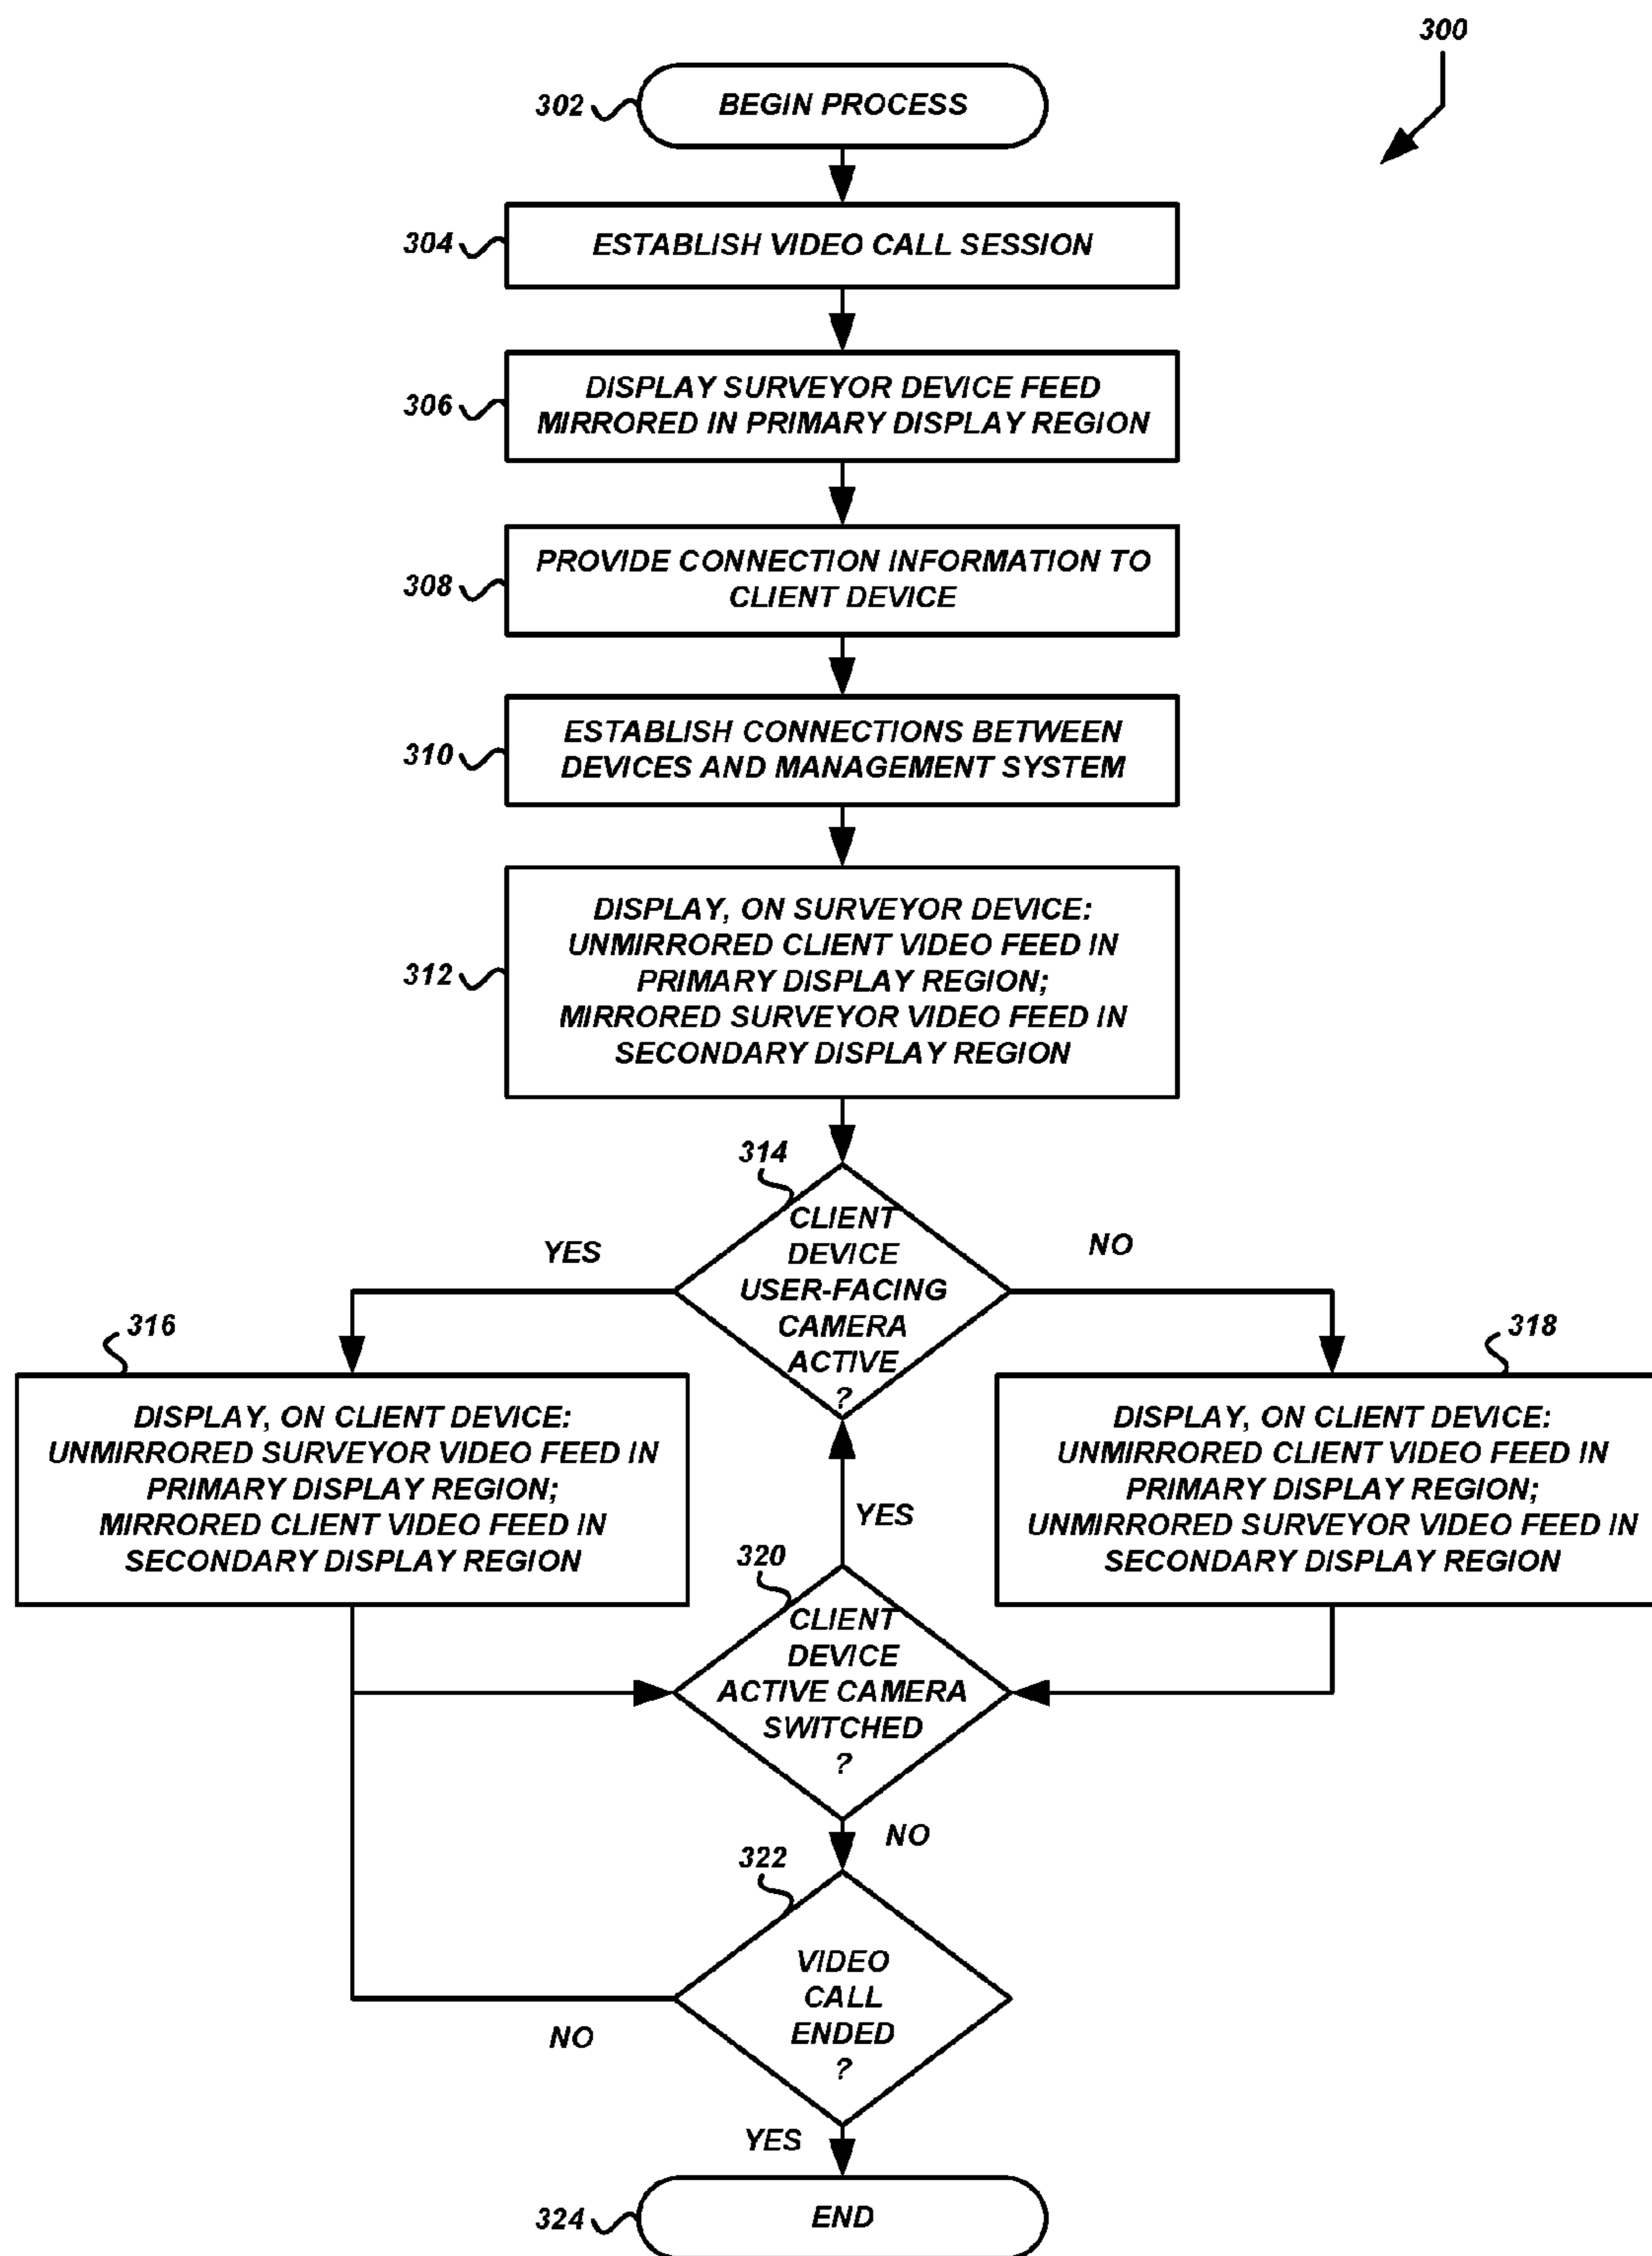 300
302
BEGIN PROCESS
304
ESTABLISH VIDEO CALL SESSION
306
DISPLAY SURVEYOR DEVICE FEED
MIRRORED IN PRIMARY DISPLAY REGION
308
PROVIDE CONNECTION INFORMATION TO
CLIENT DEVICE
310
ESTABLISH CONNECTIONS BETWEEN
DEVICES AND MANAGEMENT SYSTEM
312
DISPLAY, ON SURVEYOR DEVICE:
UNMIRRORED CLIENT VIDEO FEED IN
PRIMARY DISPLAY REGION;
MIRRORED SURVEYOR VIDEO FEED IN
SECONDARY DISPLAY REGION
314
CLIENT
DEVICE
USER-FACING
CAMERA
ACTIVE
?
YES
NO
316
DISPLAY, ON CLIENT DEVICE:
UNMIRRORED SURVEYOR VIDEO FEED IN
PRIMARY DISPLAY REGION;
MIRRORED CLIENT VIDEO FEED IN
SECONDARY DISPLAY REGION
318
DISPLAY, ON CLIENT DEVICE:
UNMIRRORED CLIENT VIDEO FEED IN
PRIMARY DISPLAY REGION;
UNMIRRORED SURVEYOR VIDEO FEED IN
SECONDARY DISPLAY REGION
YES
320
CLIENT
DEVICE
ACTIVE CAMERA
SWITCHED
?
NO
322
VIDEO
CALL
ENDED
?
NO
YES
324
END